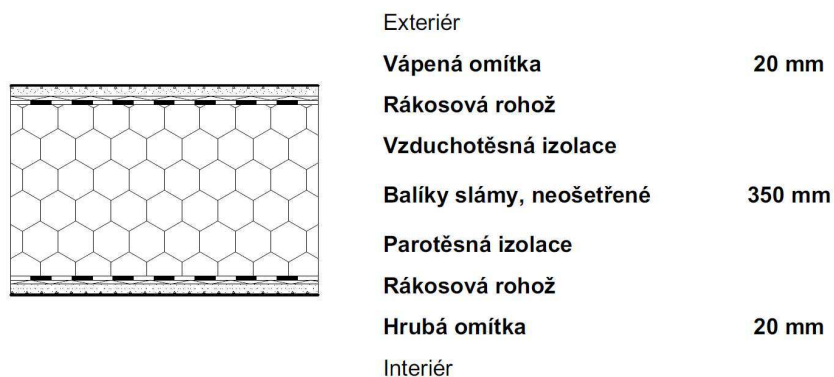 Exteriér
Vápená omítka 20 mm
Rákosová rohož
Vzduchotěsná izolace
Balíky slámy, neošetřené 350 mm
Parotěsná izolace
Rákosová rohož
Hrubá omítka 20 mm
Interiér